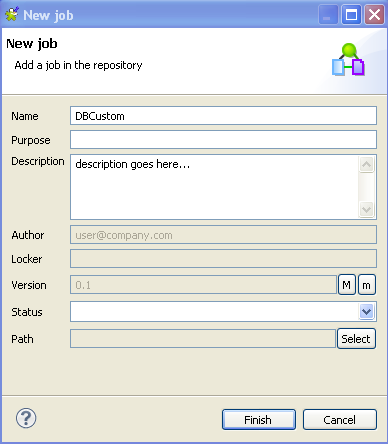 New job
New job
Add a job in the repository
Name DBCustom
Purpose
Description description goes here...
Author user@company.com
Locker
Version 0.1 M m
Status
Path Select
? Finish Cancel